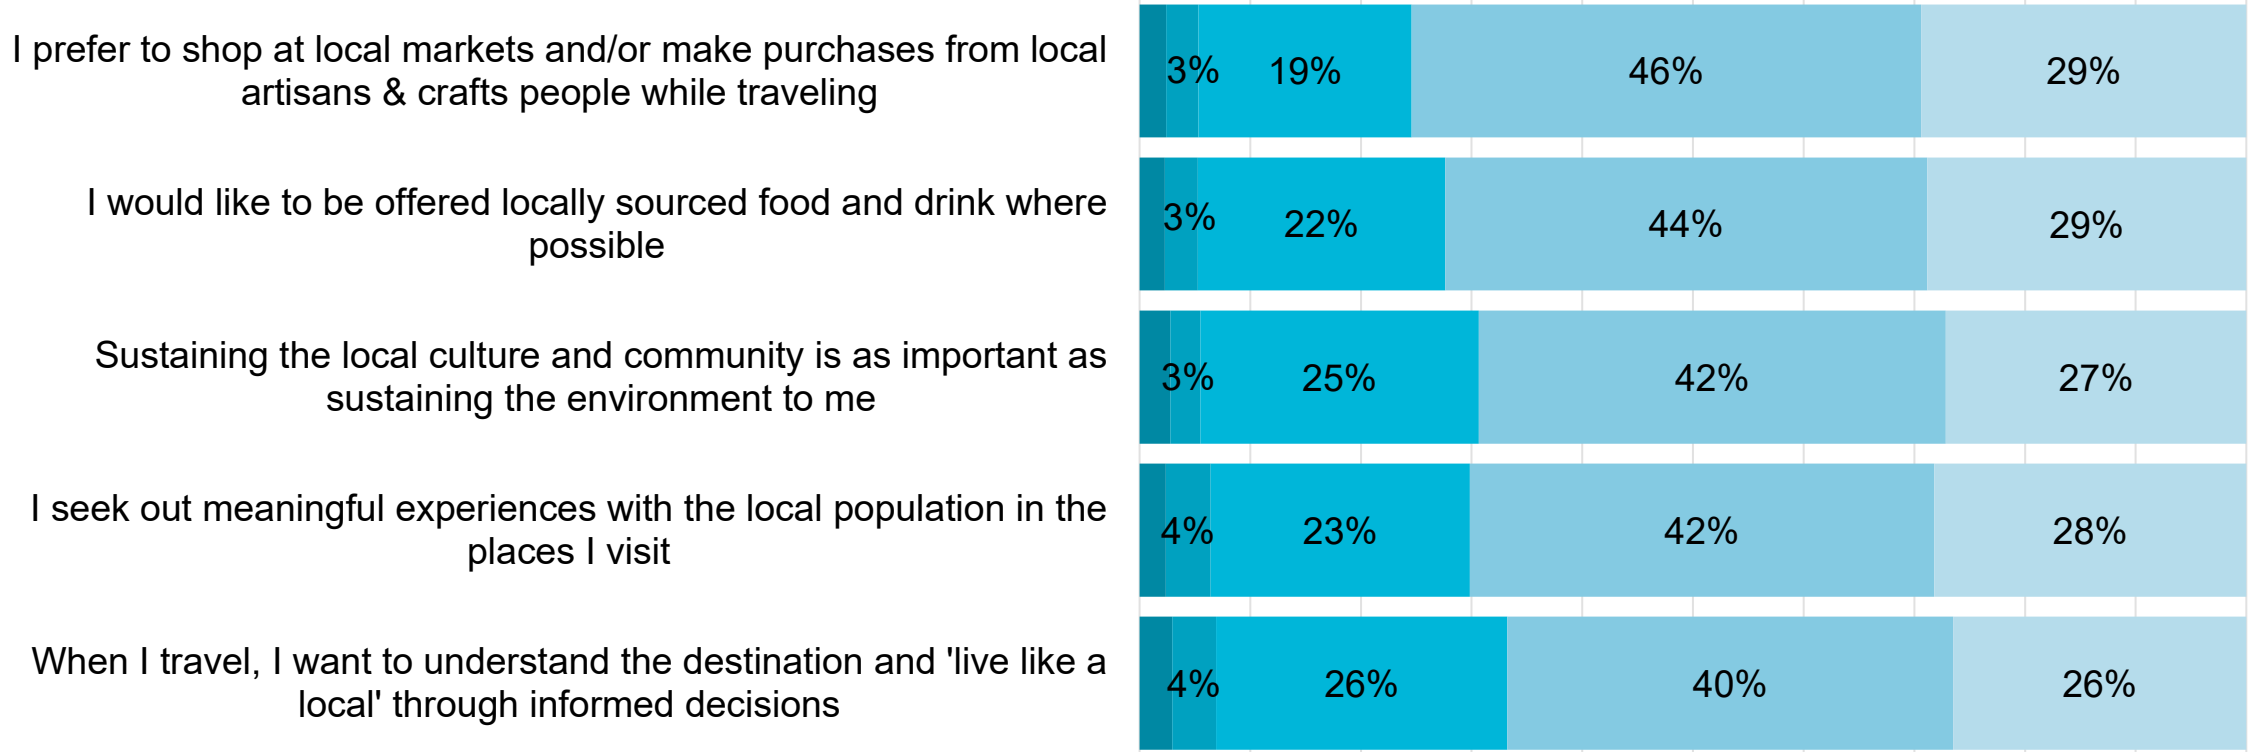 I prefer to shop at local markets and/or make purchases from local
artisans & crafts people while traveling
3% 19% 46% 29%
I would like to be offered locally sourced food and drink where
possible
3% 22% 44% 29%
Sustaining the local culture and community is as important as
sustaining the environment to me
3% 25% 42% 27%
I seek out meaningful experiences with the local population in the
places I visit
4% 23% 42% 28%
When I travel, I want to understand the destination and 'live like a
local' through informed decisions
4% 26% 40% 26%